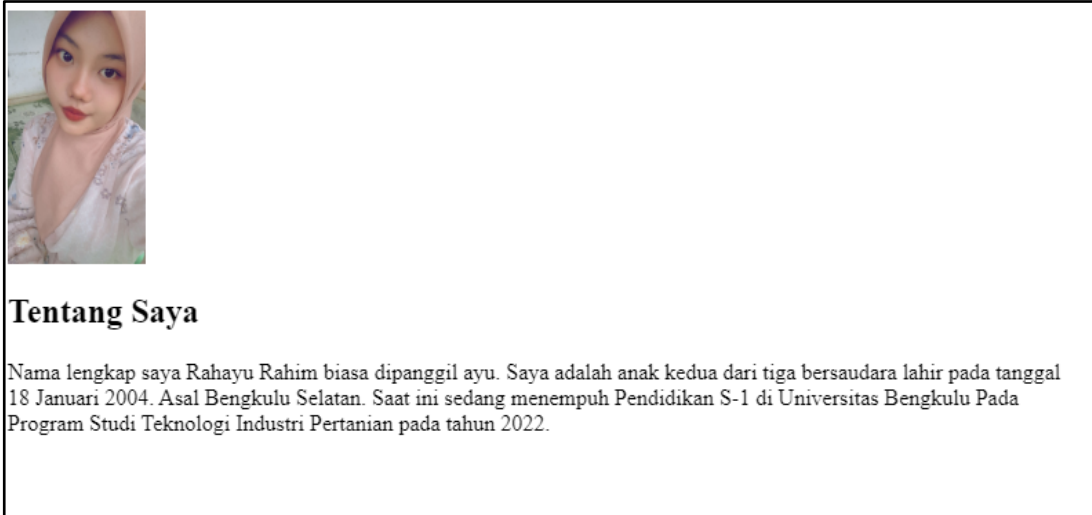 Tentang Saya
Nama lengkap saya Rahayu Rahim biasa dipanggil ayu. Saya adalah anak kedua dari tiga bersaudara lahir pada tanggal
18 Januari 2004. Asal Bengkulu Selatan. Saat ini sedang menempuh Pendidikan S-1 di Universitas Bengkulu Pada
Program Studi Teknologi Industri Pertanian pada tahun 2022.